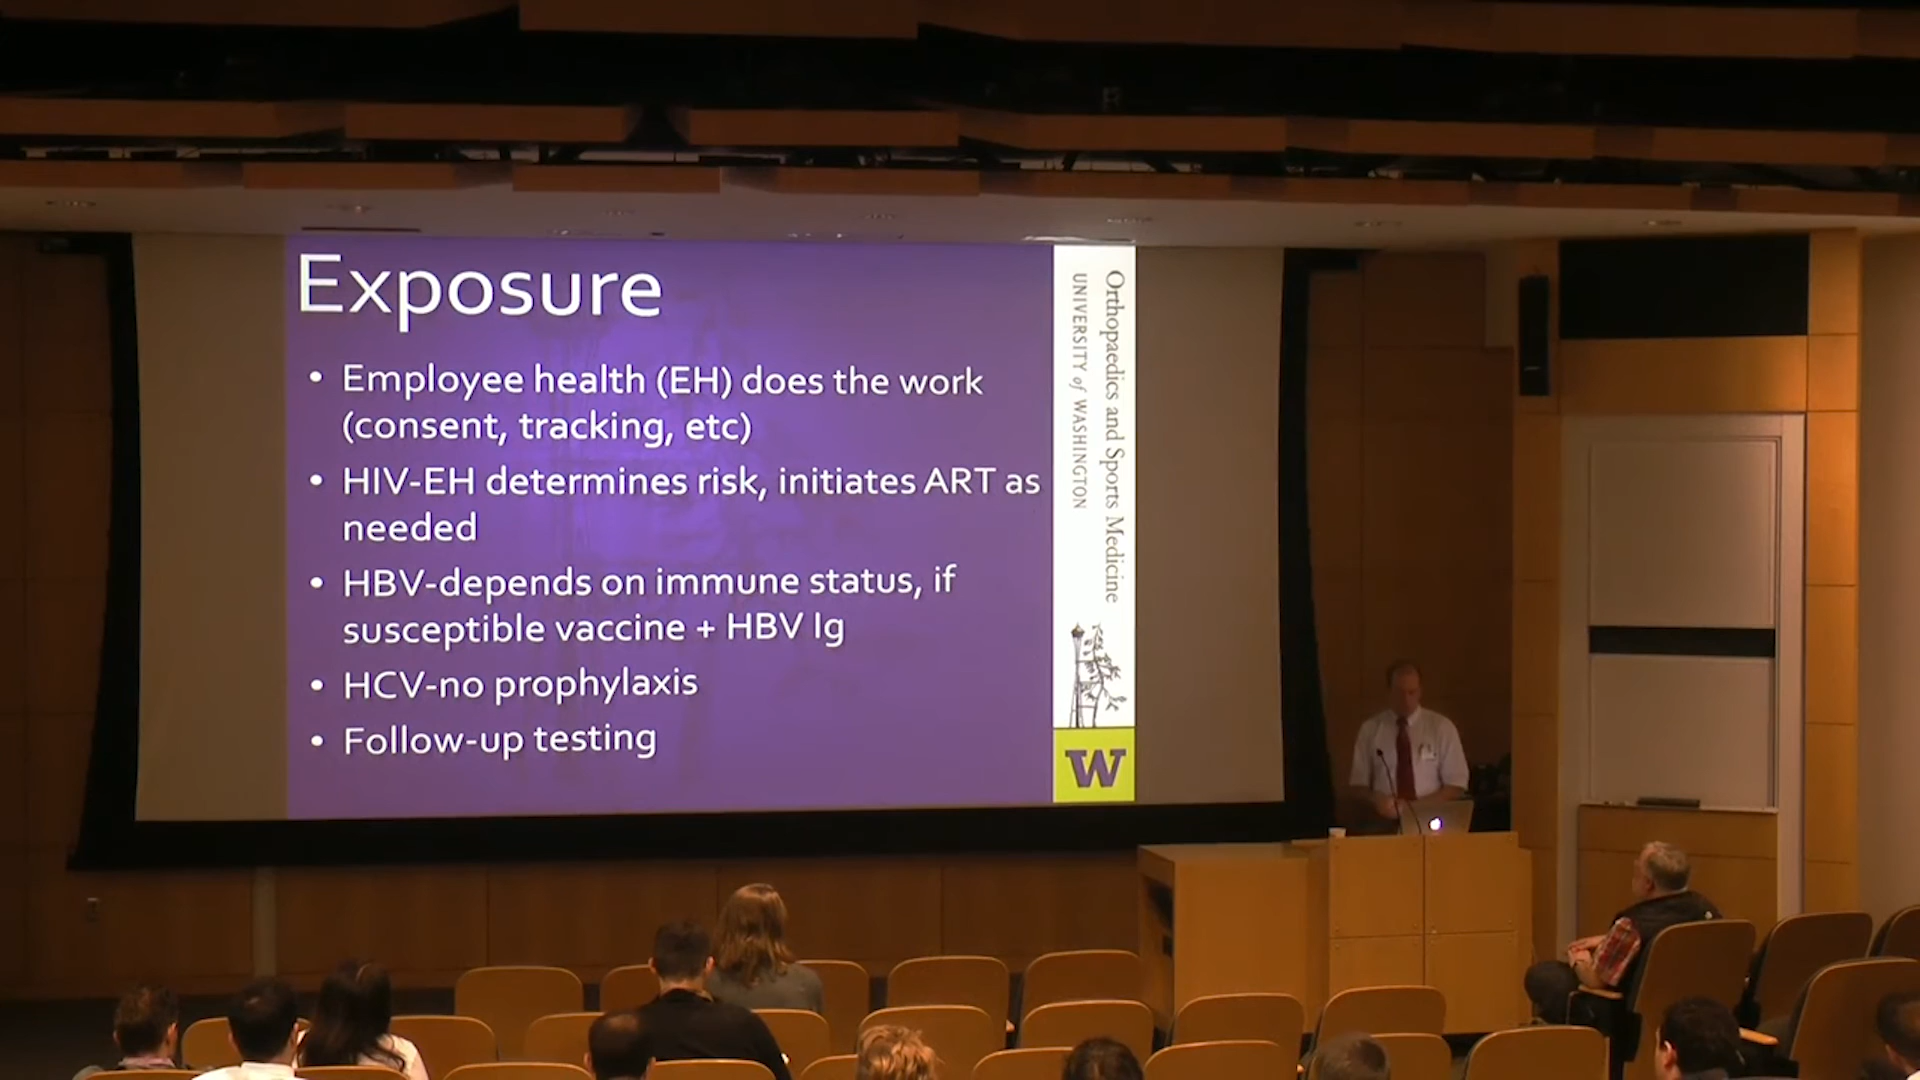 Exposure
• Employee health (EH) does the work
(consent, tracking, etc)
• HIV-EH determines risk, initiates ART as
needed
• HBV-depends on immune status, if
susceptible vaccine + HBV Ig
• HCV-no prophylaxis
• Follow-up testing
Orthopaedics and Sports Medicine
UNIVERSITY of WASHINGTON
W